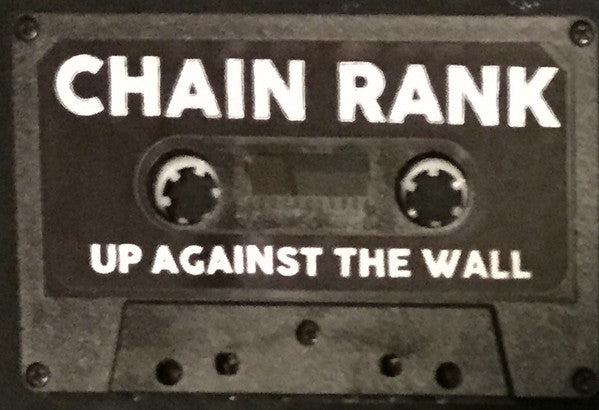 CHAIN RANK
UP AGAINST THE WALL